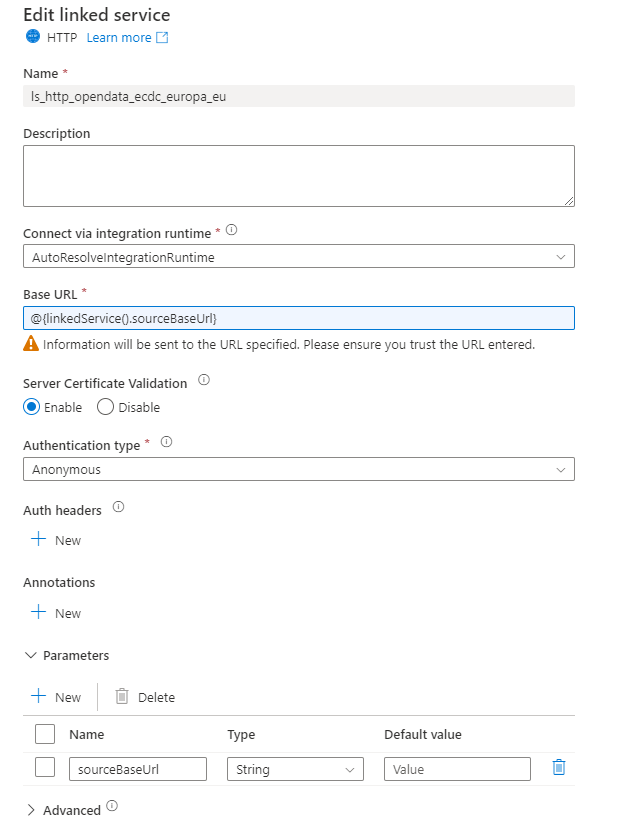 Edit linked service
HTTP Learn more
Name *
ls_http_opendata_ecdc_europa_eu
Description
Connect via integration runtime *
AutoResolveIntegrationRuntime
Base URL *
@{linkedService().sourceBaseUrl}
Information will be sent to the URL specified. Please ensure you trust the URL entered.
Server Certificate Validation
Enable Disable
Authentication type *
Anonymous
Auth headers
New
Annotations
New
Parameters
New Delete
Name Type Default value
sourceBaseUrl String Value
Advanced